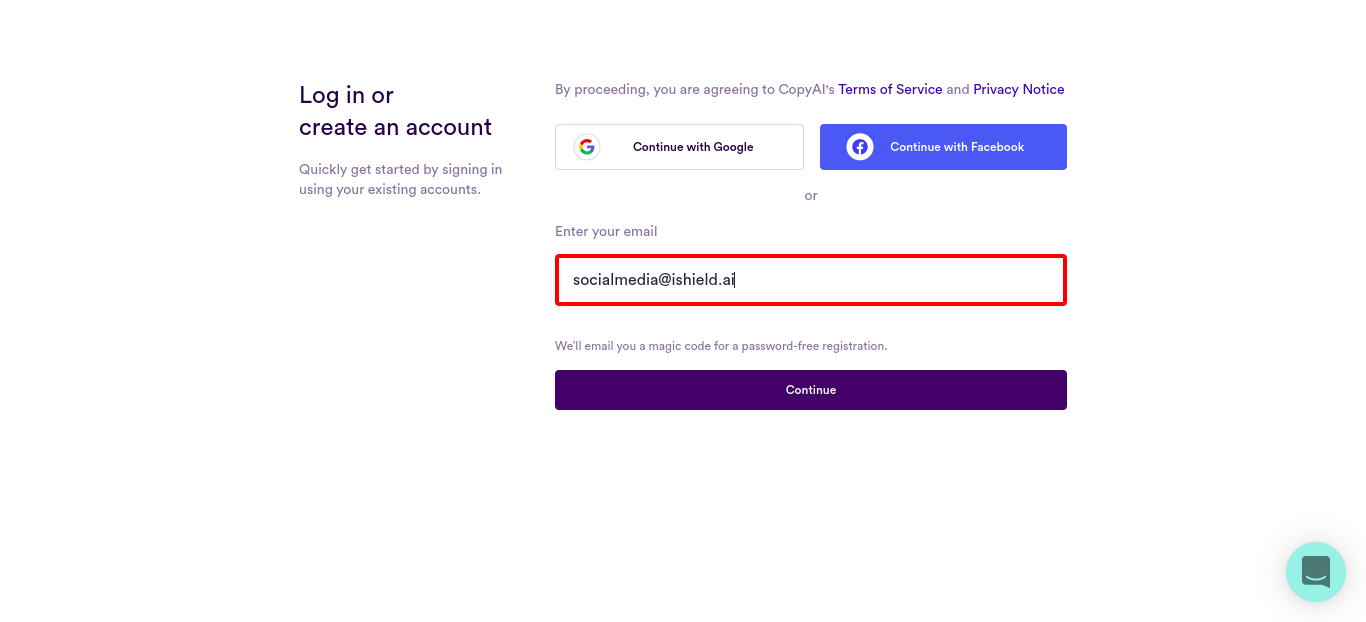 Log in or
create an account
Quickly get started by signing in
using your existing accounts.
By proceeding, you are agreeing to CopyAI's Terms of Service and Privacy Notice
Continue with Google
Continue with Facebook
or
Enter your email
socialmedia@ishield.ai
We'll email you a magic code for a password-free registration.
Continue